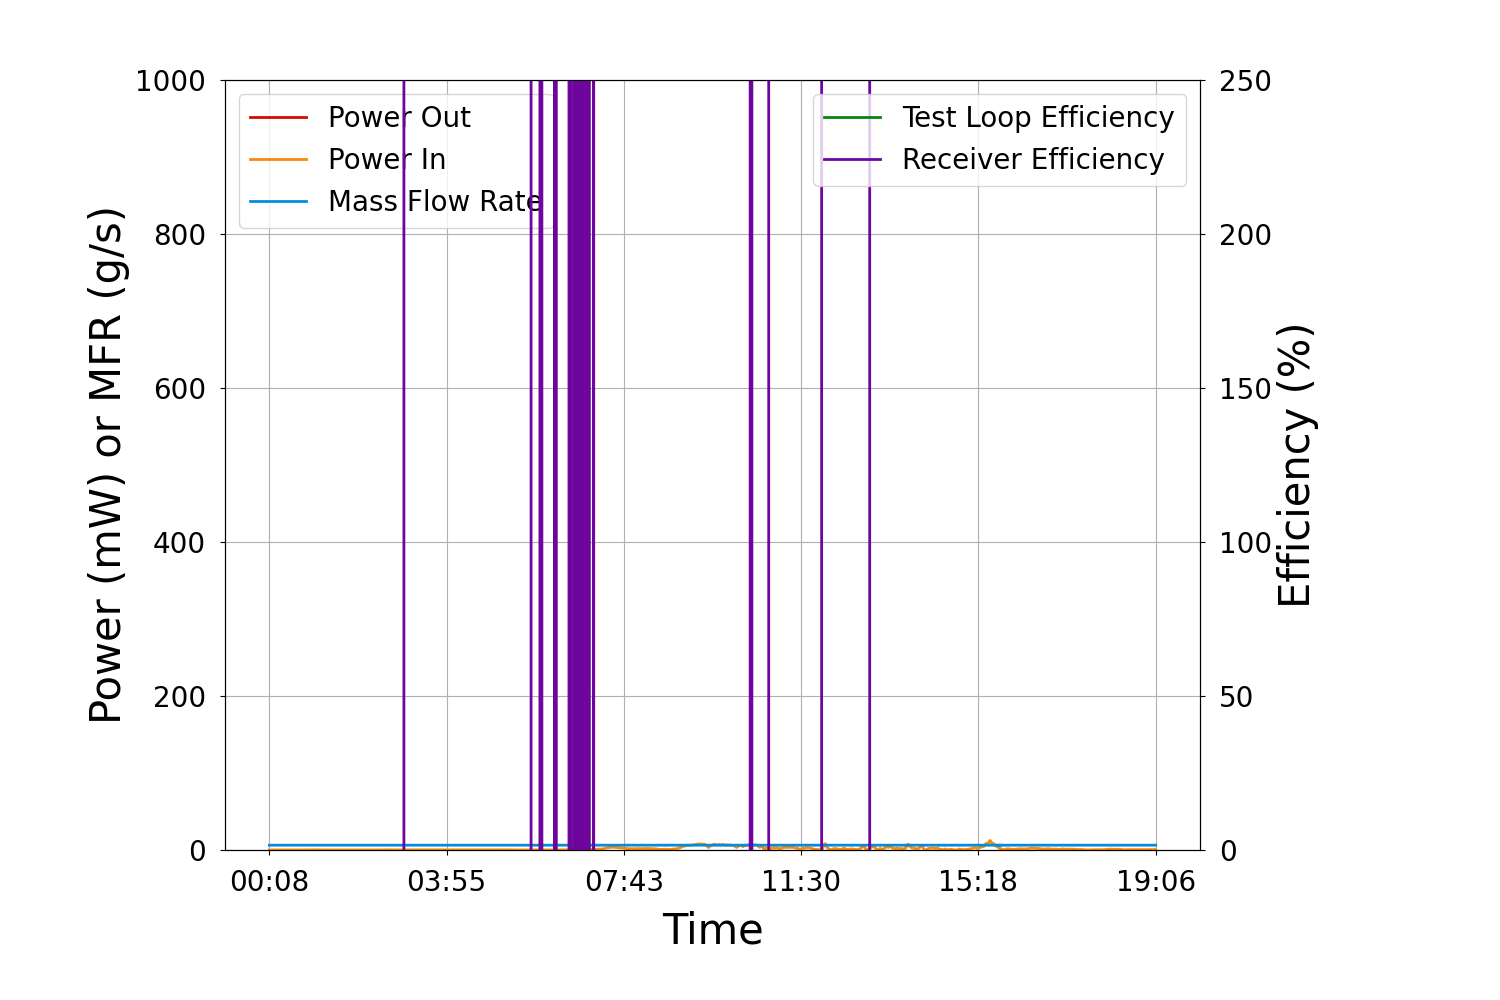 1000
800
600
400
200
0
Power (mW) or MFR (g/s)
Power Out
Power In
Mass Flow Rate
Test Loop Efficiency
Receiver Efficiency
250
200
150
100
50
0
Efficiency (%)
00:08 03:55 07:43 11:30 15:18 19:06
Time